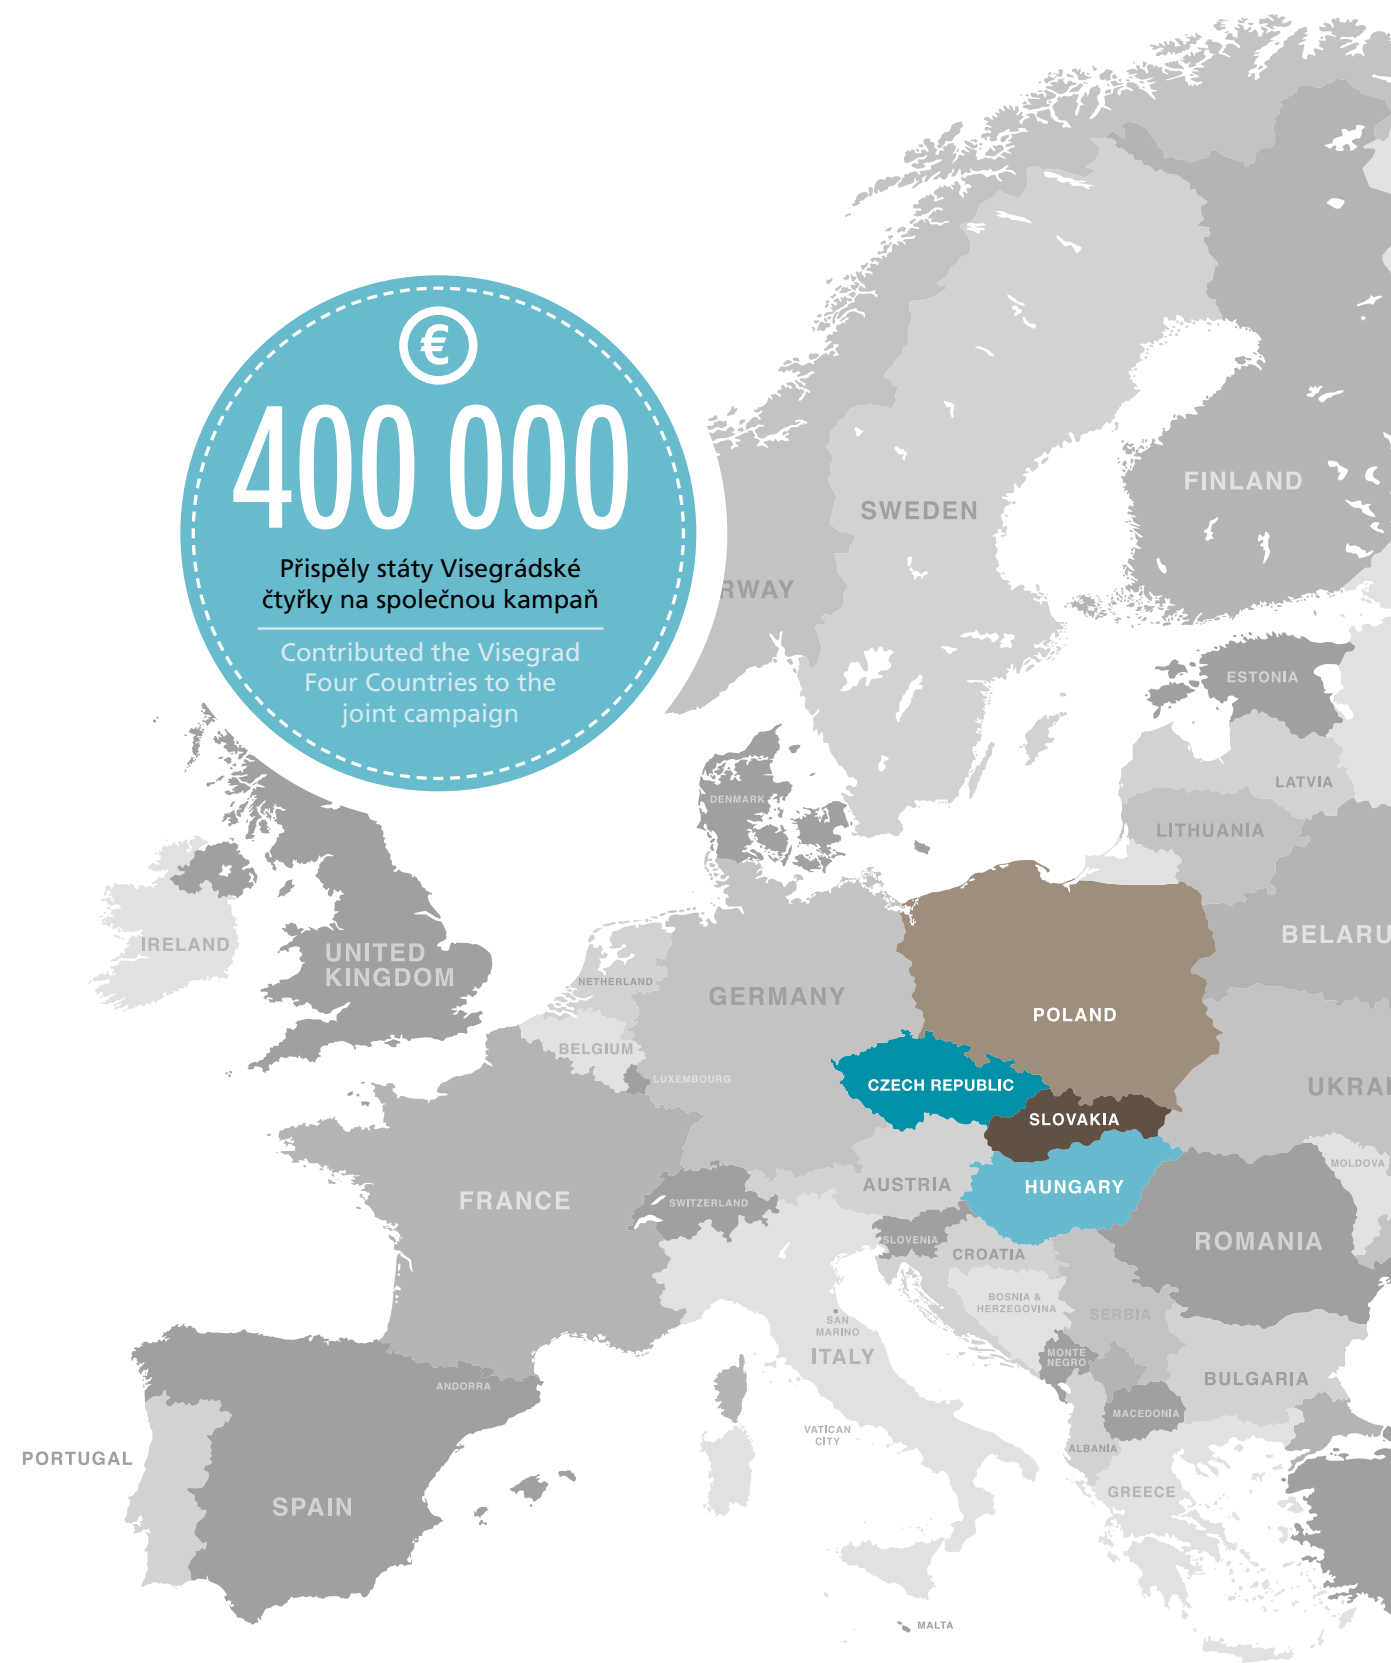 €
400 000
Přispěly státy Visegrádské
čtyřky na společnou kampaň
Contributed the Visegrad
Four Countries to the
joint campaign
FINLAND
SWEDEN
RWAY
ESTONIA
LATVIA
DENMARK
LITHUANIA
IRELAND
UNITED
KINGDOM
BELARU
NETHERLAND
GERMANY
POLAND
BELGIUM
LUXEMBOURG
CZECH REPUBLIC
UKRAI
SLOVAKIA
MOLDOVA
AUSTRIA
HUNGARY
FRANCE
SWITZERLAND
SLOVENIA
CROATIA
ROMANIA
BOSNIA &
HERZEGOVINA
SERBIA
SAN
MARINO
ITALY
MONTE
NEGRO
ANDORRA
BULGARIA
MACEDONIA
VATICAN
CITY
ALBANIA
PORTUGAL
GREECE
SPAIN
MALTA